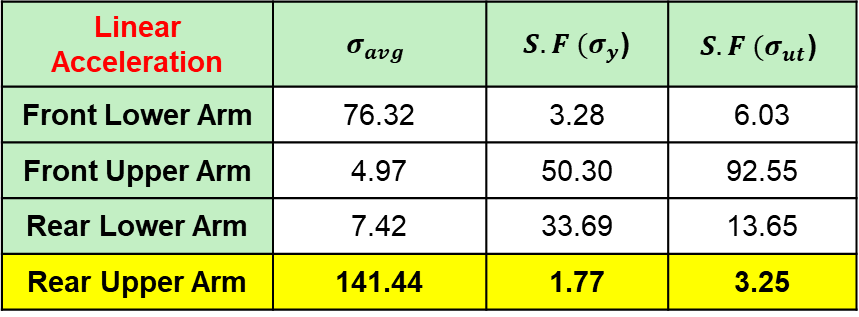 Linear Acceleration σavg S.F (σy) S.F (σut)
Front Lower Arm 76.32 3.28 6.03
Front Upper Arm 4.97 50.30 92.55
Rear Lower Arm 7.42 33.69 13.65
Rear Upper Arm 141.44 1.77 3.25